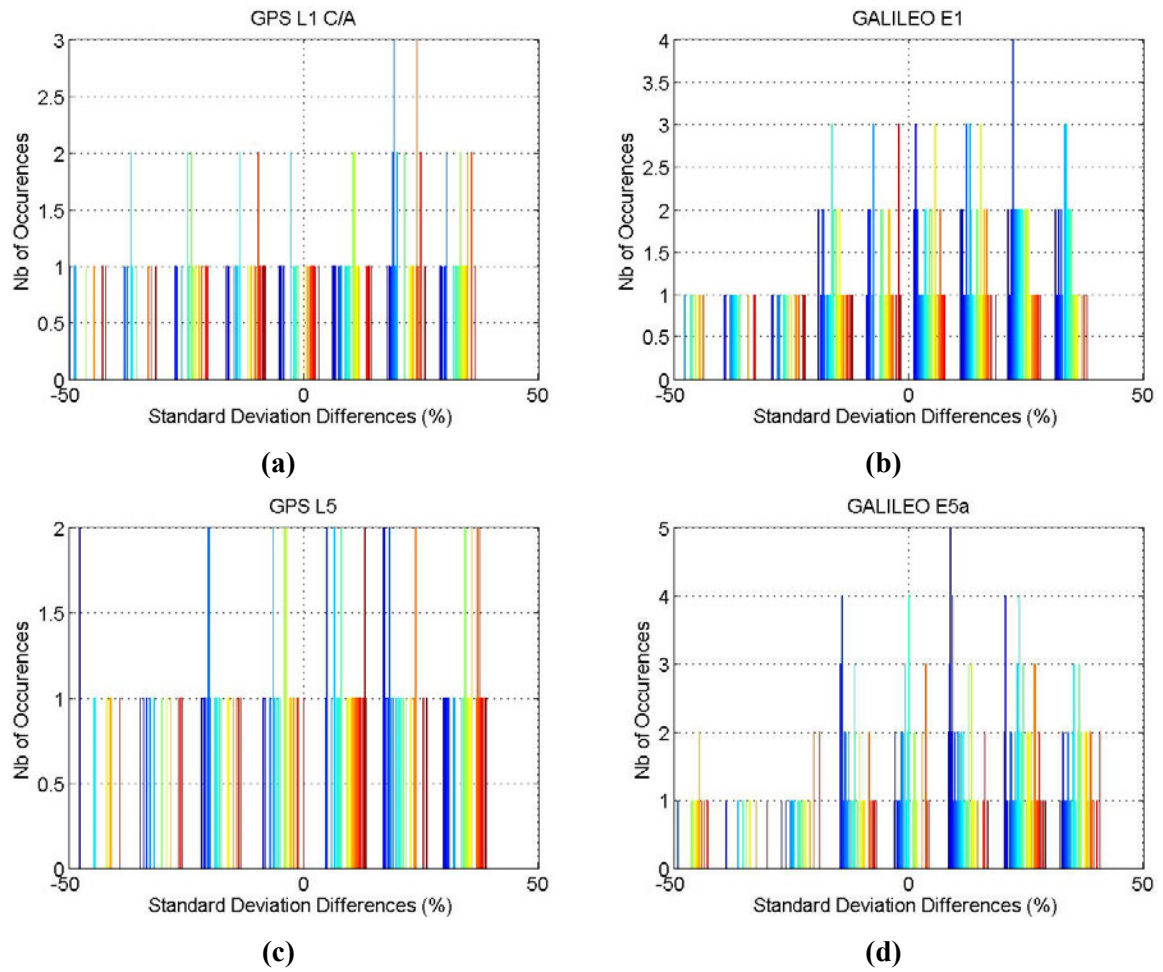 GPS L1 C/A
3
2.5
2
1.5
1
0.5
0
-50
0
50
Nb of Occurences
Standard Deviation Differences (%)
(a)
GALILEO E1
4
3.5
3
2.5
2
1.5
1
0.5
0
-50
0
50
Nb of Occurences
Standard Deviation Differences (%)
(b)
GPS L5
2
1.5
1
0.5
0
-50
0
50
Nb of Occurences
Standard Deviation Differences (%)
(c)
GALILEO E5a
5
4
3
2
1
0
-50
0
50
Nb of Occurences
Standard Deviation Differences (%)
(d)